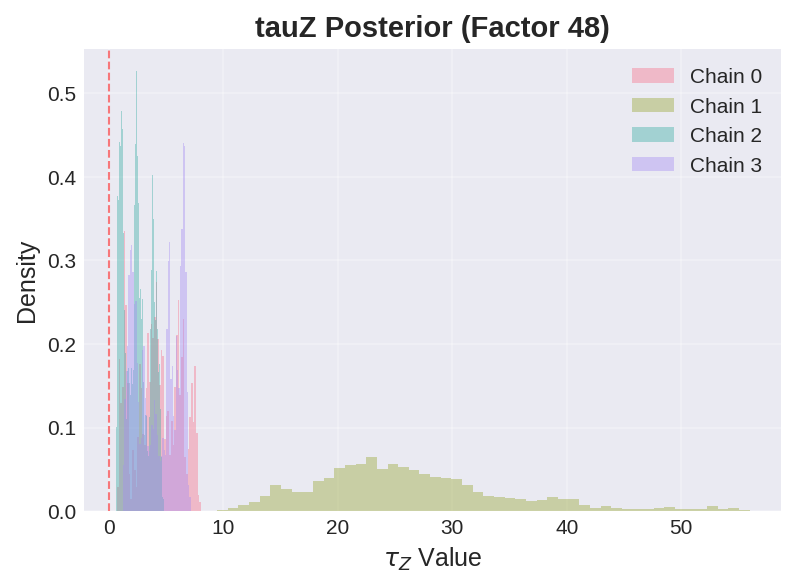 tauZ Posterior (Factor 48)
Chain 0
Chain 1
Chain 2
Chain 3
Density
0.5
0.4
0.3
0.2
0.1
0.0
0 10 20 30 40 50
τ_Z Value